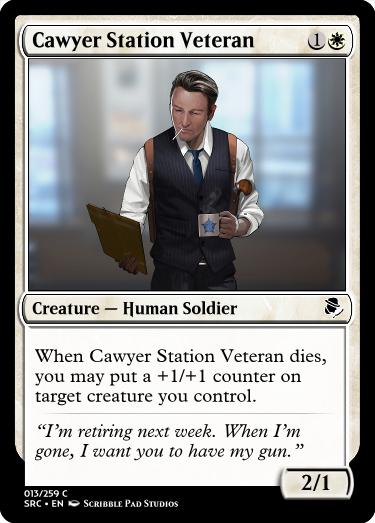 Cawyer Station Veteran 1
Creature — Human Soldier
When Cawyer Station Veteran dies,
you may put a +1/+1 counter on
target creature you control.
“I’m retiring next week. When I’m
gone, I want you to have my gun.”
2/1
013/259 C
SRC • EN Scribble Pad Studios